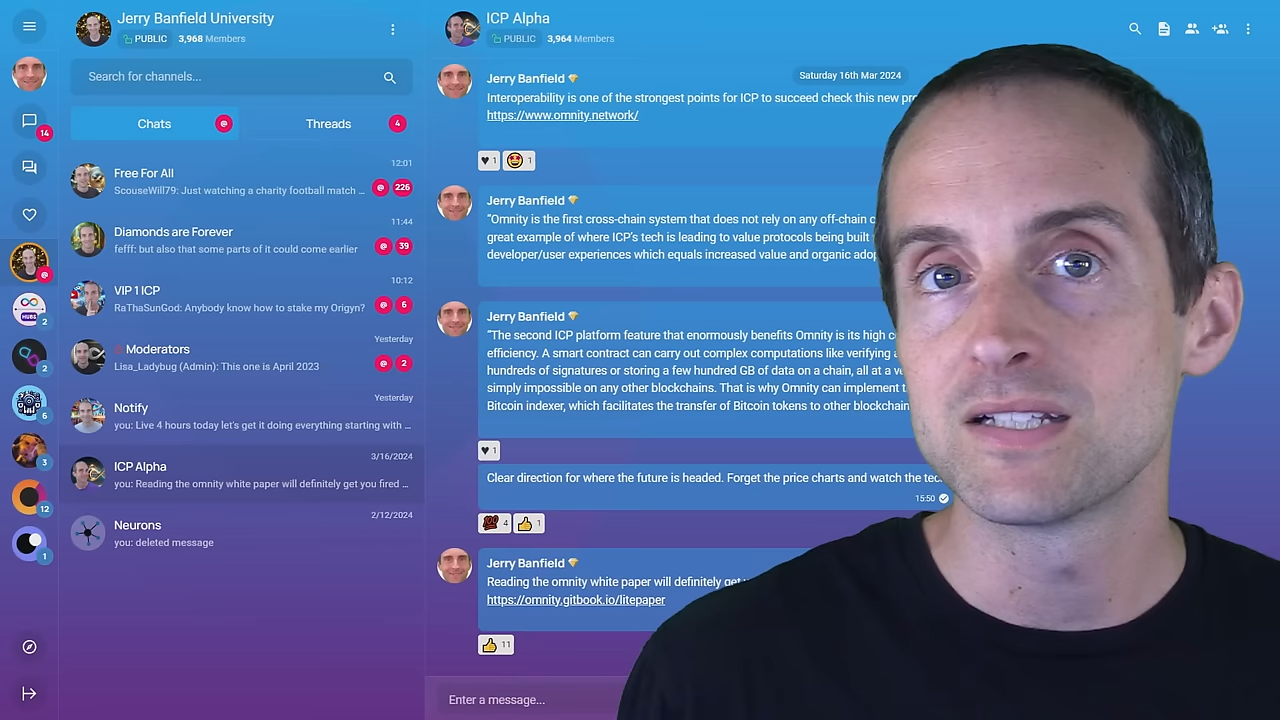 Jerry Banfield University
PUBLIC 3,968 Members
Search for channels...
Chats @
Threads 4
14
@
2
HUBS
2
6
3
12
1
12:01
Free For All
ScouseWill79: Just watching a charity football match ...
@ 226
11:44
Diamonds are Forever
fefff: but also that some parts of it could come earlier
@ 39
10:12
VIP 1 ICP
RaThaSunGod: Anybody know how to stake my Origyn?
@ 6
Yesterday
Moderators
Lisa_Ladybug (Admin): This one is April 2023
@ 2
Yesterday
Notify
you: Live 4 hours today let's get it doing everything starting with ...
3/16/2024
ICP Alpha
you: Reading the omnity white paper will definitely get you fired ...
2/12/2024
Neurons
you: deleted message
ICP Alpha
PUBLIC 3,964 Members
Saturday 16th Mar 2024
Jerry Banfield
Interoperability is one of the strongest points for ICP to succeed check this new
https://www.omnity.network/
1 1
Jerry Banfield
"Omnity is the first cross-chain system that does not rely on any off-chain
great example of where ICP's tech is leading to value protocols being built
developer/user experiences which equals increased value and organic
Jerry Banfield
"The second ICP platform feature that enormously benefits Omnity is its high
efficiency. A smart contract can carry out complex computations like verifying
hundreds of signatures or storing a few hundred GB of data on a chain, all at a
simply impossible on any other blockchains. That is why Omnity can implement
Bitcoin indexer, which facilitates the transfer of Bitcoin tokens to other
1
Clear direction for where the future is headed. Forget the price charts and watch the
15:50
100 4 1
Jerry Banfield
Reading the omnity white paper will definitely
https://omnity.gitbook.io/litepaper
11
Enter a message...